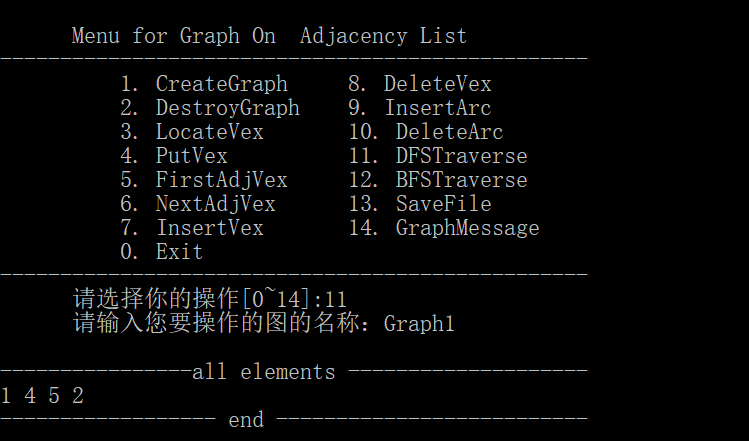 Menu for Graph On  Adjacency List
-------------------------------------------------
1. CreateGraph     8. DeleteVex
2. DestroyGraph    9. InsertArc
3. LocateVex       10. DeleteArc
4. PutVex          11. DFSTraverse
5. FirstAdjVex     12. BFSTraverse
6. NextAdjVex      13. SaveFile
7. InsertVex       14. GraphMessage
0. Exit
-------------------------------------------------
请选择你的操作[0~14]:11
请输入您要操作的图的名称：Graph1
----------------all elements --------------------
1 4 5 2
------------------ end --------------------------